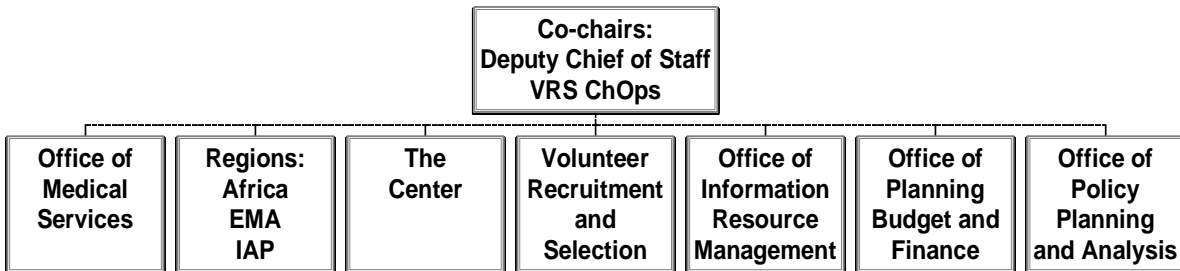 Co-chairs:
Deputy Chief of Staff
VRS ChOps
Office of
Medical
Services
Regions:
Africa
EMA
IAP
The
Center
Volunteer
Recruitment
and
Selection
Office of
Information
Resource
Management
Office of
Planning
Budget and
Finance
Office of
Policy
Planning
and Analysis